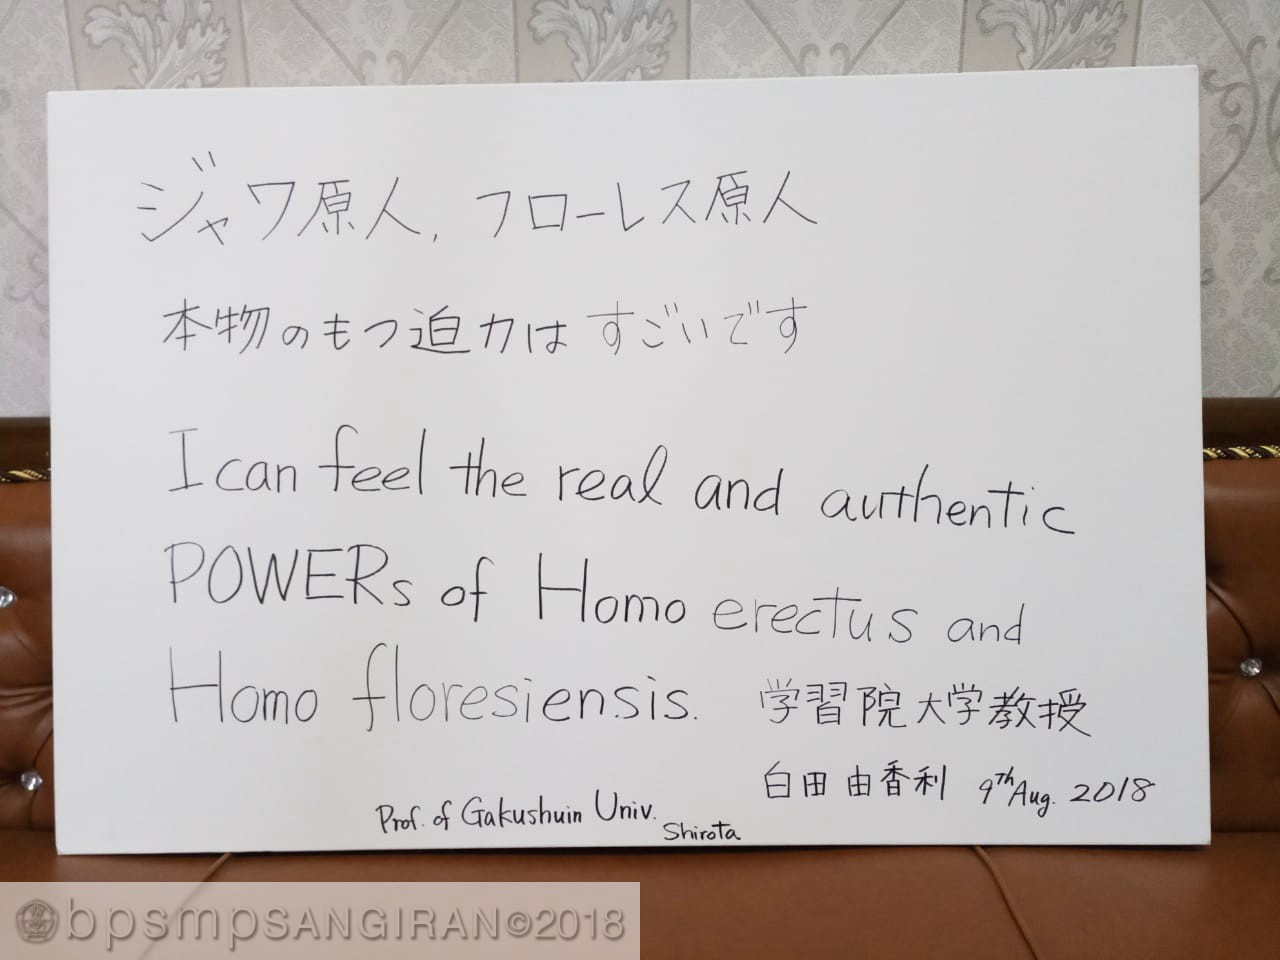 ジャワ原人, フローレス原人
本物のもつ迫力はすごいです
I can feel the real and authentic
POWERs of Homo erectus and
Homo floresiensis.
学習院大学教授
白田 由香利 9th Aug. 2018
Prof. of Gakushuin Univ.
Shirota
bpsmpSANGIRAN©2018